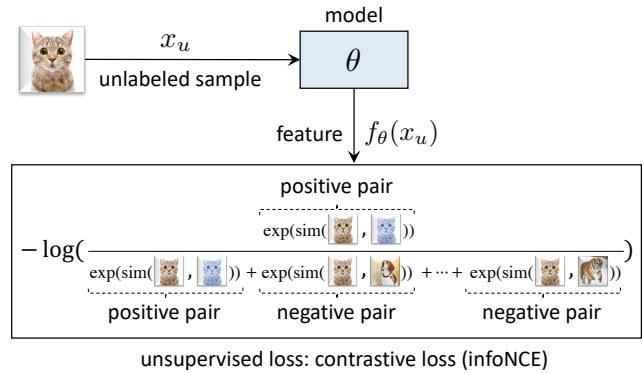 model
x_u
θ
unlabeled sample
feature f_θ(x_u)
positive pair
exp(sim( , ))
− log( )
exp(sim( , )) + exp(sim( , )) + ··· + exp(sim( , ))
positive pair negative pair negative pair
unsupervised loss: contrastive loss (infoNCE)